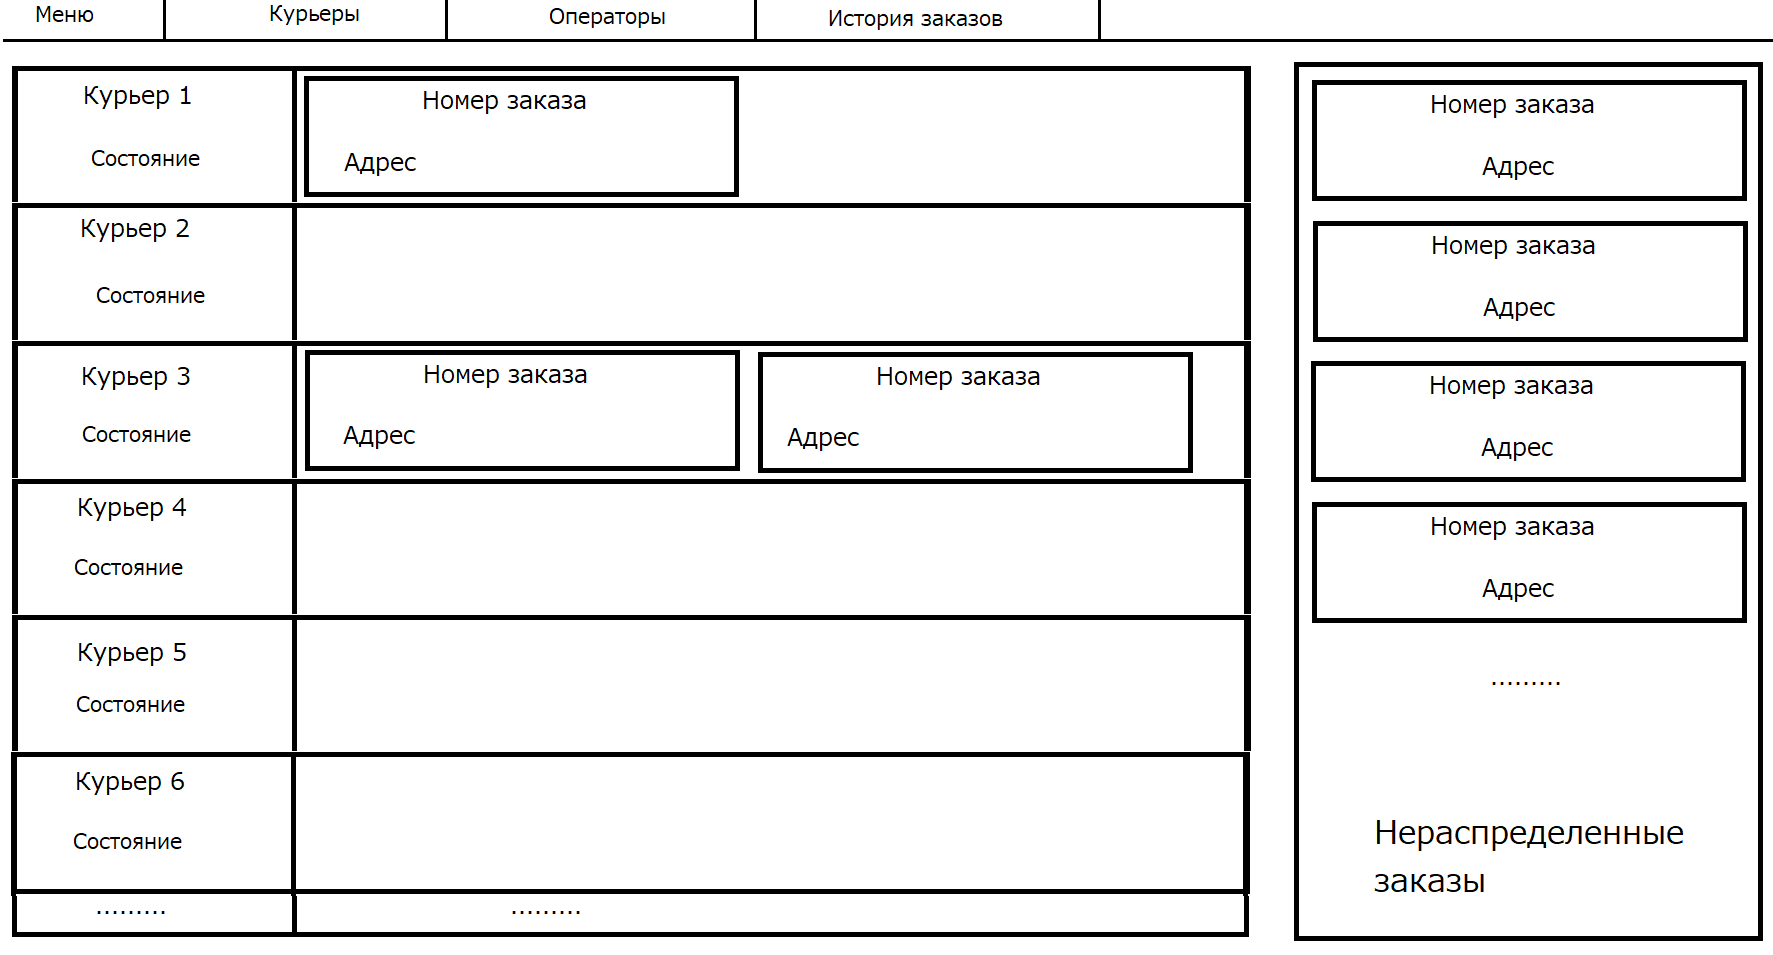 Меню
Курьеры
Операторы
История заказов
Курьер 1
Состояние
Номер заказа
Адрес
Курьер 2
Состояние
Курьер 3
Состояние
Номер заказа
Адрес
Номер заказа
Адрес
Курьер 4
Состояние
Курьер 5
Состояние
Курьер 6
Состояние
.........
.........
Номер заказа
Адрес
Номер заказа
Адрес
Номер заказа
Адрес
Номер заказа
Адрес
.........
Нераспределенные
заказы